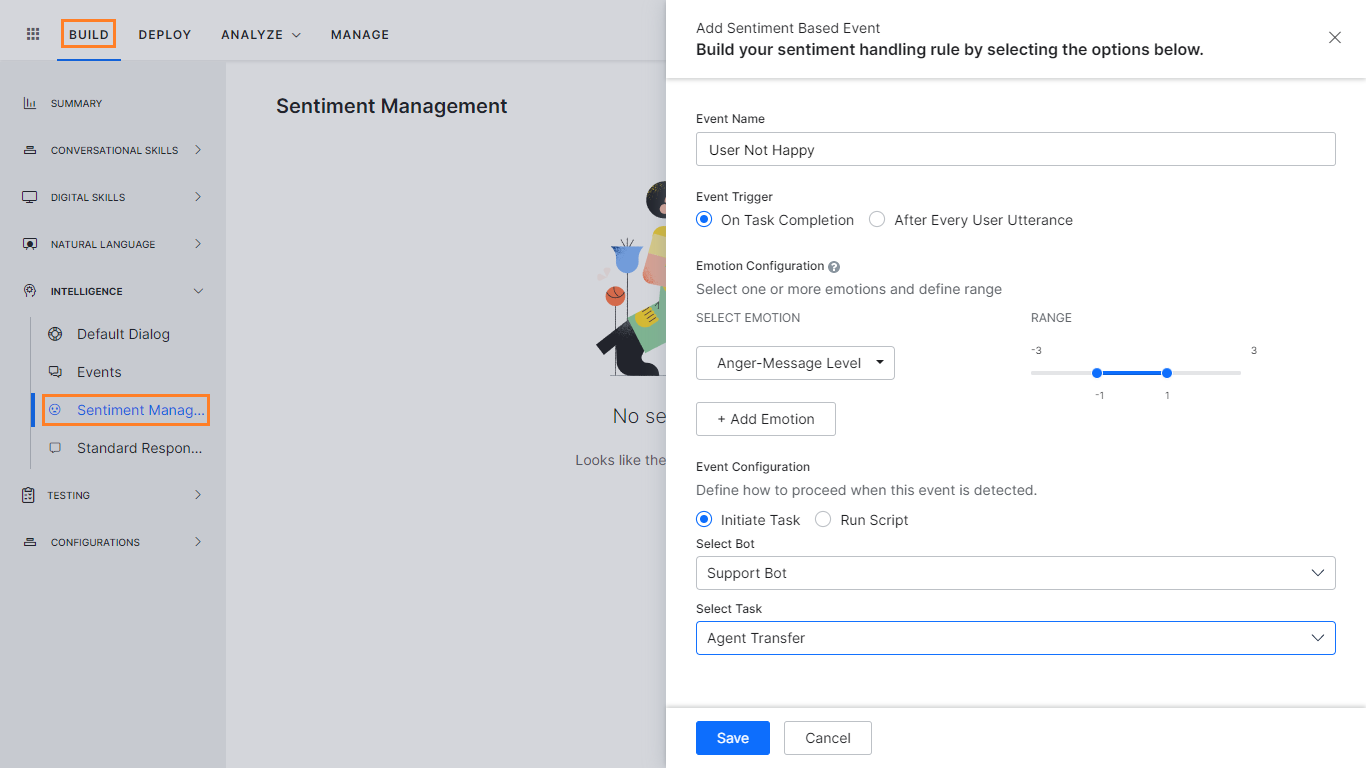 BUILD DEPLOY ANALYZE MANAGE
SUMMARY
CONVERSATIONAL SKILLS
DIGITAL SKILLS
NATURAL LANGUAGE
INTELLIGENCE
Default Dialog
Events
Sentiment Manag...
Standard Respon...
TESTING
CONFIGURATIONS
Sentiment Management
No se
Looks like the
Add Sentiment Based Event
Build your sentiment handling rule by selecting the options below.
Event Name
User Not Happy
Event Trigger
On Task Completion After Every User Utterance
Emotion Configuration ?
Select one or more emotions and define range
SELECT EMOTION RANGE
-3 3
Anger-Message Level
-1 1
+ Add Emotion
Event Configuration
Define how to proceed when this event is detected.
Initiate Task Run Script
Select Bot
Support Bot
Select Task
Agent Transfer
Save Cancel